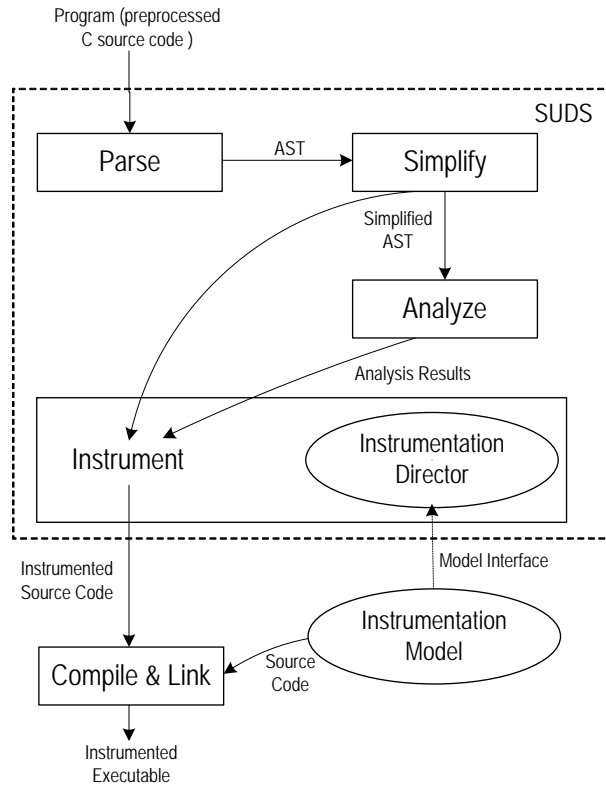 Program (preprocessed
C source code )
SUDS
Parse
AST
Simplify
Simplified
AST
Analyze
Analysis Results
Instrument
Instrumentation
Director
Instrumented
Source Code
Model Interface
Instrumentation
Model
Source
Code
Compile & Link
Instrumented
Executable